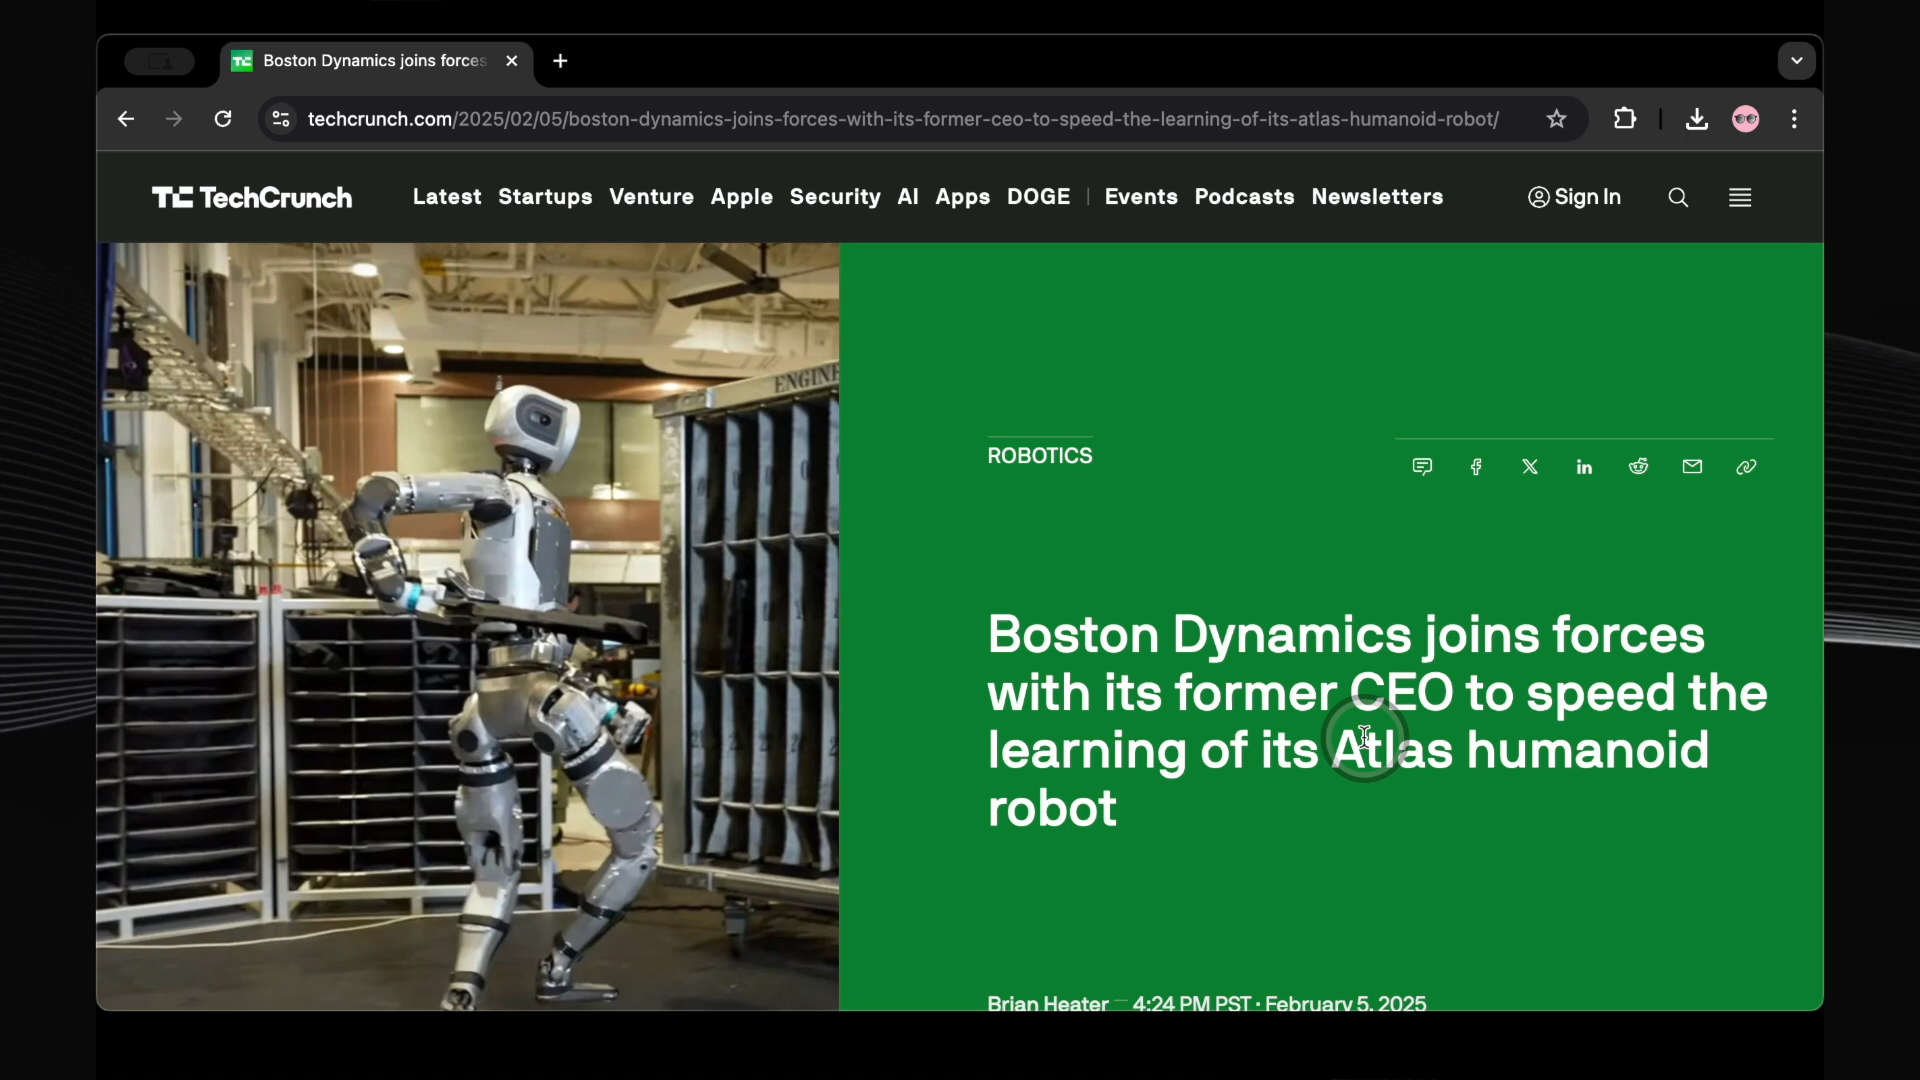 Boston Dynamics joins forces
techcrunch.com/2025/02/05/boston-dynamics-joins-forces-with-its-former-ceo-to-speed-the-learning-of-its-atlas-humanoid-robot/
TechCrunch
Latest Startups Venture Apple Security AI Apps DOGE | Events Podcasts Newsletters
Sign In
ENGINE
ROBOTICS
Boston Dynamics joins forces
with its former CEO to speed the
learning of its Atlas humanoid
robot
Brian Heater — 4:24 PM PST · February 5, 2025